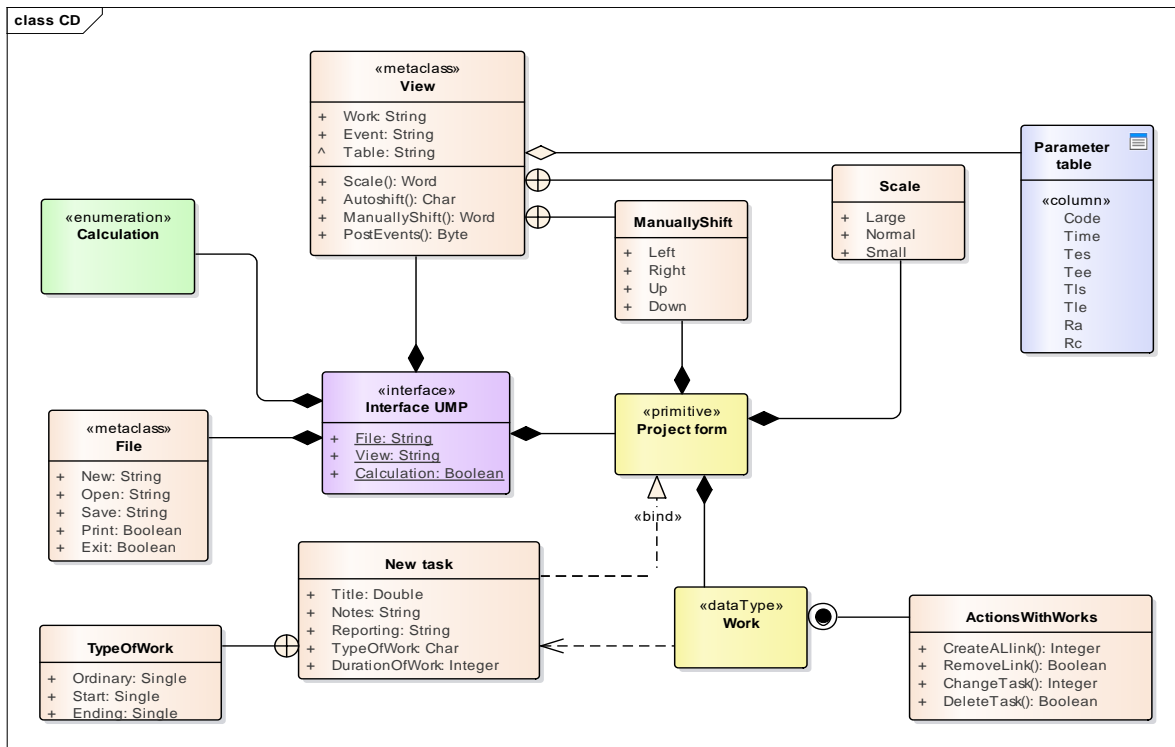 class CD
«metaclass»
View
+ Work: String
+ Event: String
^ Table: String
+ Scale(): Word
+ Autoshift(): Char
+ ManuallyShift(): Word
+ PostEvents(): Byte
Parameter
table
«column»
Code
Time
Tes
Tee
Tls
Tle
Ra
Rc
Scale
+ Large
+ Normal
+ Small
ManuallyShift
+ Left
+ Right
+ Up
+ Down
«enumeration»
Calculation
«interface»
Interface UMP
+ File: String
+ View: String
+ Calculation: Boolean
«primitive»
Project form
«metaclass»
File
+ New: String
+ Open: String
+ Save: String
+ Print: Boolean
+ Exit: Boolean
«bind»
New task
+ Title: Double
+ Notes: String
+ Reporting: String
+ TypeOfWork: Char
+ DurationOfWork: Integer
«dataType»
Work
ActionsWithWorks
+ CreateALlink(): Integer
+ RemoveLink(): Boolean
+ ChangeTask(): Integer
+ DeleteTask(): Boolean
TypeOfWork
+ Ordinary: Single
+ Start: Single
+ Ending: Single